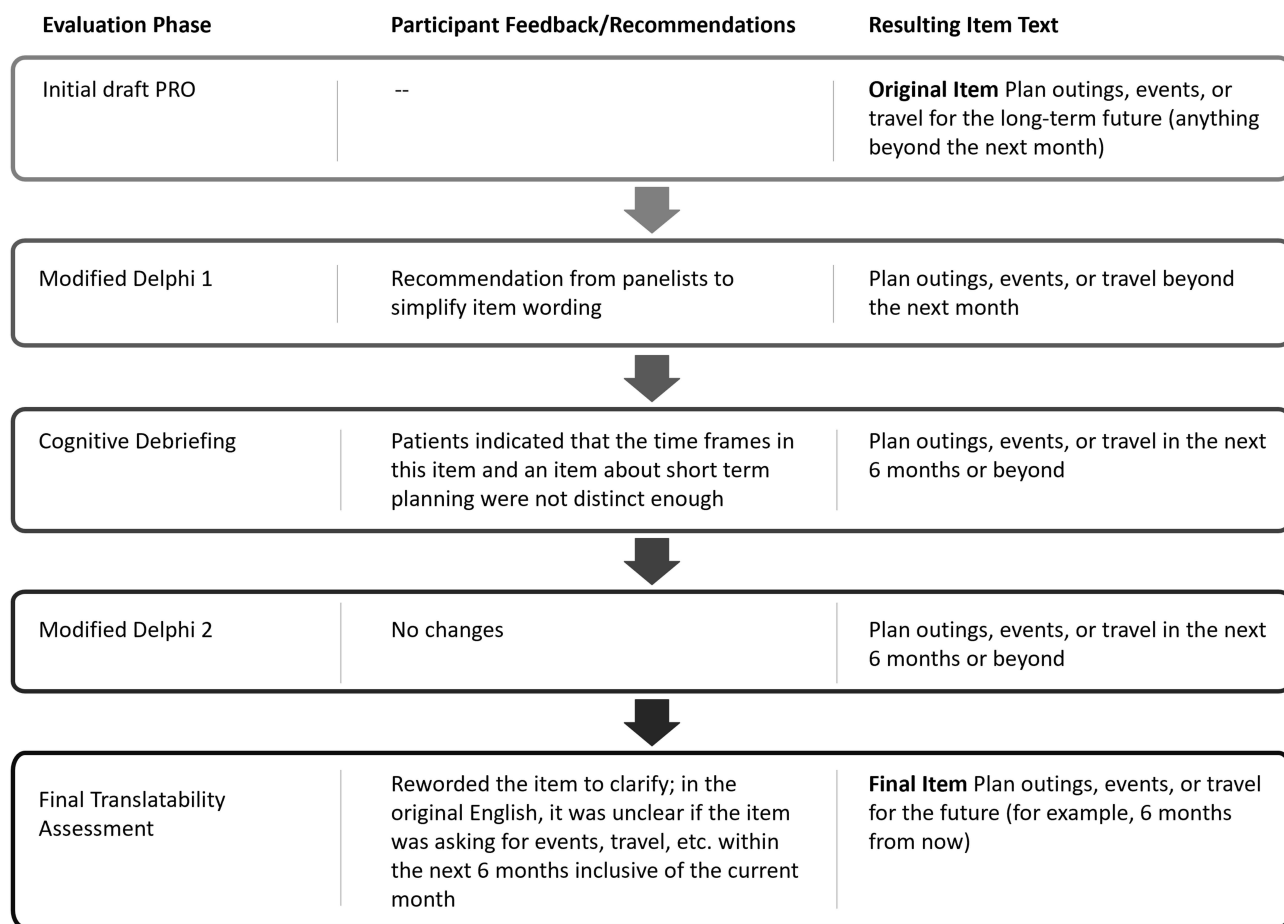 Evaluation Phase
Participant Feedback/Recommendations
Resulting Item Text
Initial draft PRO
--
Original Item Plan outings, events, or
travel for the long-term future (anything
beyond the next month)
Modified Delphi 1
Recommendation from panelists to
simplify item wording
Plan outings, events, or travel beyond
the next month
Cognitive Debriefing
Patients indicated that the time frames in
this item and an item about short term
planning were not distinct enough
Plan outings, events, or travel in the next
6 months or beyond
Modified Delphi 2
No changes
Plan outings, events, or travel in the next
6 months or beyond
Final Translatability
Assessment
Reworded the item to clarify; in the
original English, it was unclear if the item
was asking for events, travel, etc. within
the next 6 months inclusive of the current
month
Final Item Plan outings, events, or travel
for the future (for example, 6 months
from now)